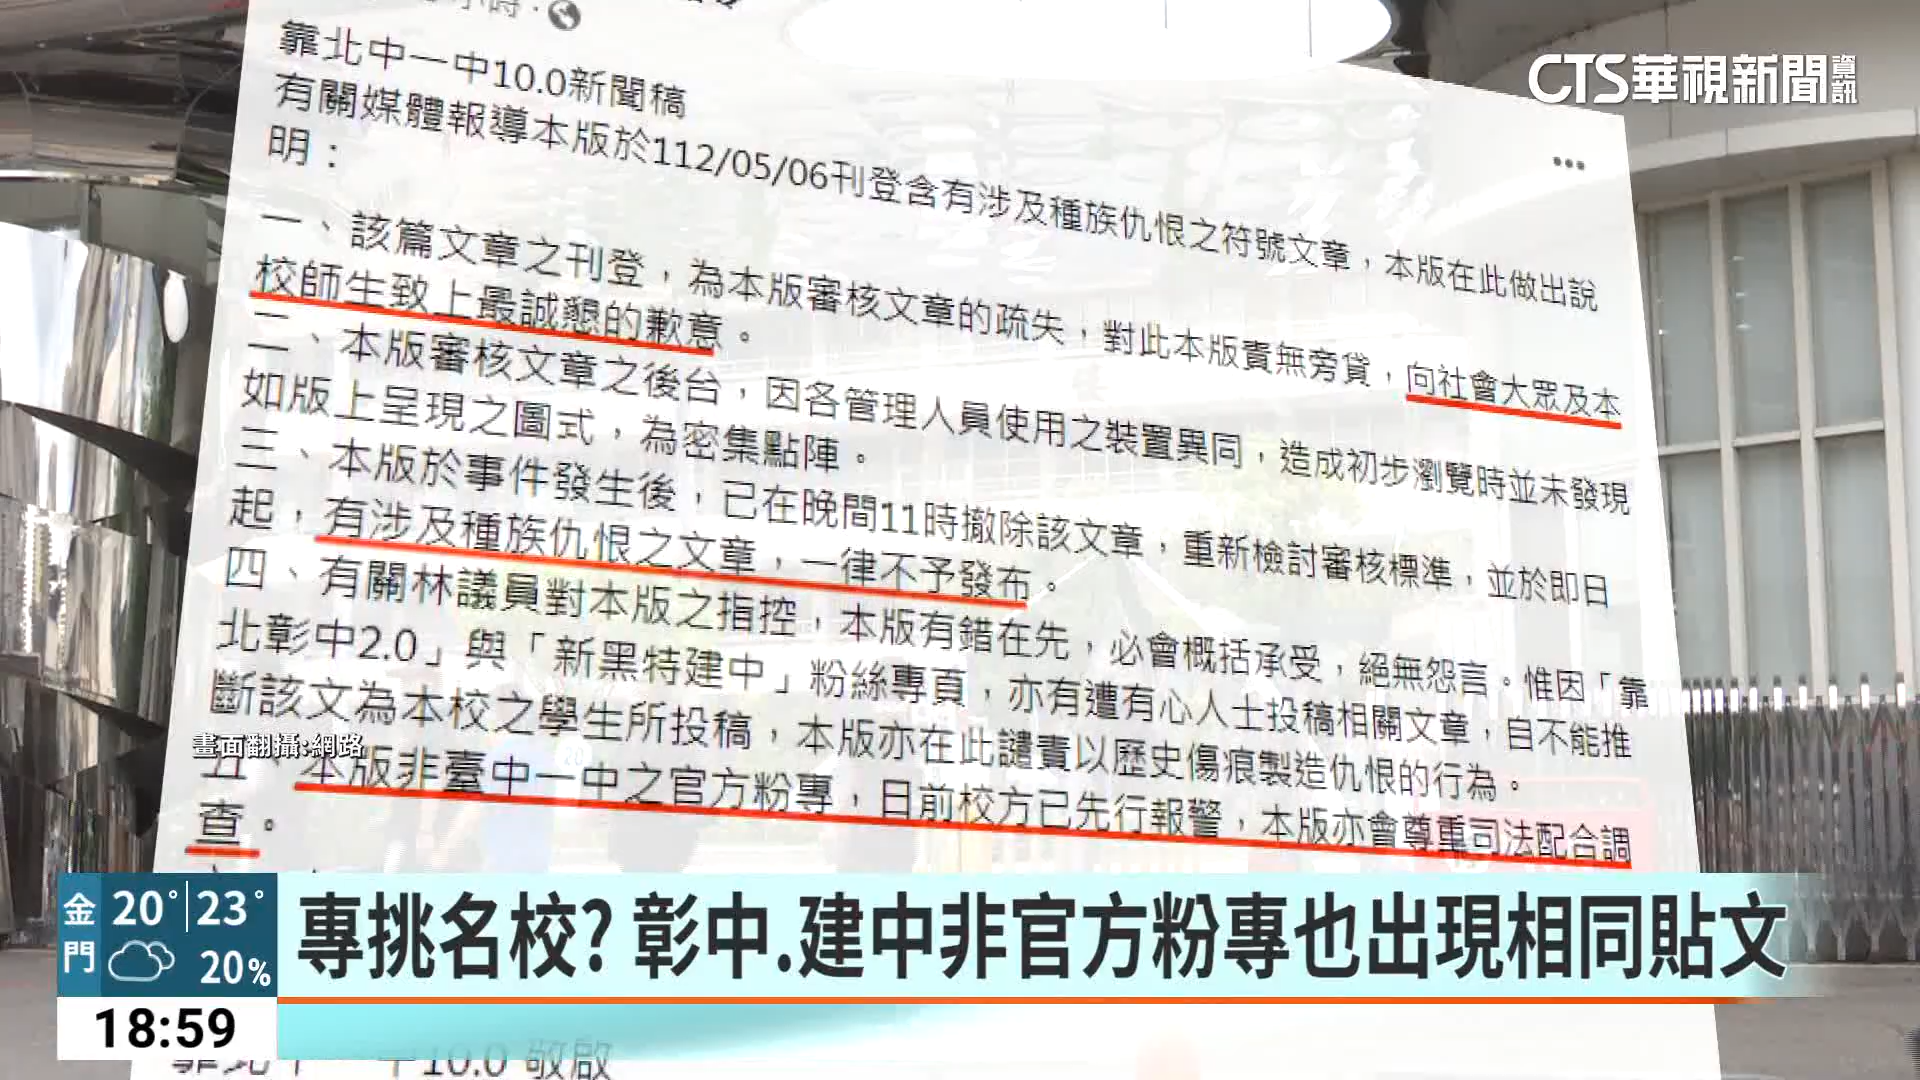 靠北中一中10.0新聞稿
有關媒體報導本版於112/05/06刊登含有涉及種族仇恨之符號文章，本版在此做出說
明：
一、該篇文章之刊登，為本版審核文章的疏失，對此本版責無旁貸，向社會大眾及本
校師生致上最誠懇的歉意。
二、本版審核文章之後台，因各管理人員使用之裝置異同，造成初步瀏覽時並未發現
如版上呈現之圖式，為密集點陣。
三、本版於事件發生後，已在晚間11時撤除該文章，重新檢討審核標準，並於即日
起，有涉及種族仇恨之文章，一律不予發布。
四、有關林議員對本版之指控，本版有錯在先，必會概括承受，絕無怨言。惟因「靠
北彰中2.0」與「新黑特建中」粉絲專頁，亦有遭有心人士投稿相關文章，自不能推
斷該文為本校之學生所投稿，本版亦在此譴責以歷史傷痕製造仇恨的行為。
五、本版非臺中一中之官方粉專，目前校方已先行報警，本版亦會尊重司法配合調
查。
CTS華視新聞資訊
畫面翻攝:網路
專挑名校? 彰中.建中非官方粉專也出現相同貼文
金門 20° 23°
20%
18:59
10.0 敬啟